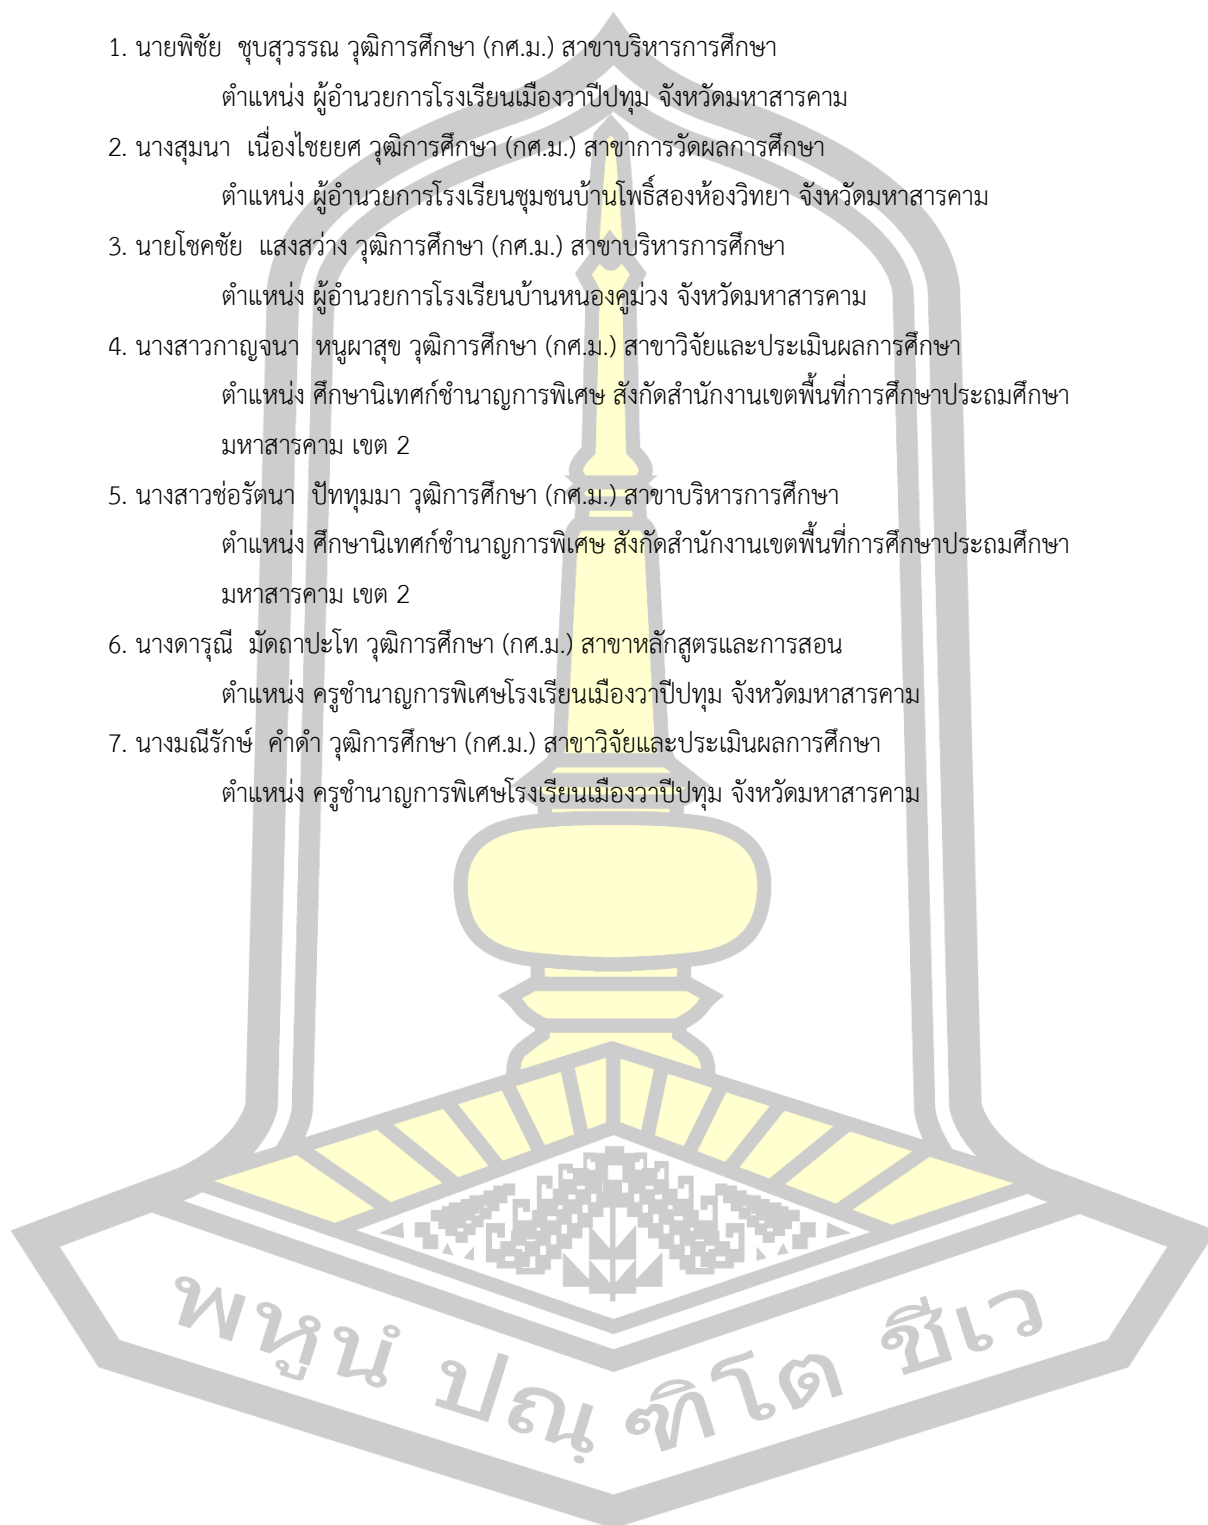 1. นายพิชัย  ชุบสุวรรณ วุฒิการศึกษา (กศ.ม.) สาขาบริหารการศึกษา
ตำแหน่ง ผู้อำนวยการโรงเรียนเมืองวาปีปทุม จังหวัดมหาสารคาม
2. นางสุมนา  เนื่องไชยยศ วุฒิการศึกษา (กศ.ม.) สาขาการวัดผลการศึกษา
ตำแหน่ง ผู้อำนวยการโรงเรียนชุมชนบ้านโพธิ์สองห้องวิทยา จังหวัดมหาสารคาม
3. นายโชคชัย  แสงสว่าง วุฒิการศึกษา (กศ.ม.) สาขาบริหารการศึกษา
ตำแหน่ง ผู้อำนวยการโรงเรียนบ้านหนองคูม่วง จังหวัดมหาสารคาม
4. นางสาวกาญจนา  หนูผาสุข วุฒิการศึกษา (กศ.ม.) สาขาวิจัยและประเมินผลการศึกษา
ตำแหน่ง ศึกษานิเทศก์ชำนาญการพิเศษ สังกัดสำนักงานเขตพื้นที่การศึกษาประถมศึกษา
มหาสารคาม เขต 2
5. นางสาวช่อรัตนา  ปัททุมมา วุฒิการศึกษา (กศ.ม.) สาขาบริหารการศึกษา
ตำแหน่ง ศึกษานิเทศก์ชำนาญการพิเศษ สังกัดสำนักงานเขตพื้นที่การศึกษาประถมศึกษา
มหาสารคาม เขต 2
6. นางดารุณี  มัดถาปะโท วุฒิการศึกษา (กศ.ม.) สาขาหลักสูตรและการสอน
ตำแหน่ง ครูชำนาญการพิเศษโรงเรียนเมืองวาปีปทุม จังหวัดมหาสารคาม
7. นางมณีรักษ์  คำดำ วุฒิการศึกษา (กศ.ม.) สาขาวิจัยและประเมินผลการศึกษา
ตำแหน่ง ครูชำนาญการพิเศษโรงเรียนเมืองวาปีปทุม จังหวัดมหาสารคาม
พหูนํ ปณฺ ฑิโต ชีเว